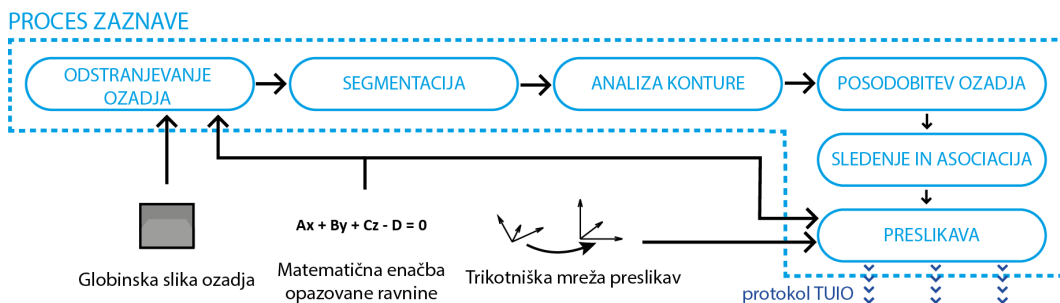 PROCES ZAZNAVE
ODSTRANJEVANJE
OZADJA
SEGMENTACIJA
ANALIZA KONTURE
POSODOBITEV OZADJA
SLEDENJE IN ASOCIACIJA
PRESLIKAVA
Ax + By + Cz - D = 0
Globinska slika ozadja
Matematična enačba
opazovane ravnine
Trikotniška mreža preslikav
protokol TUIO